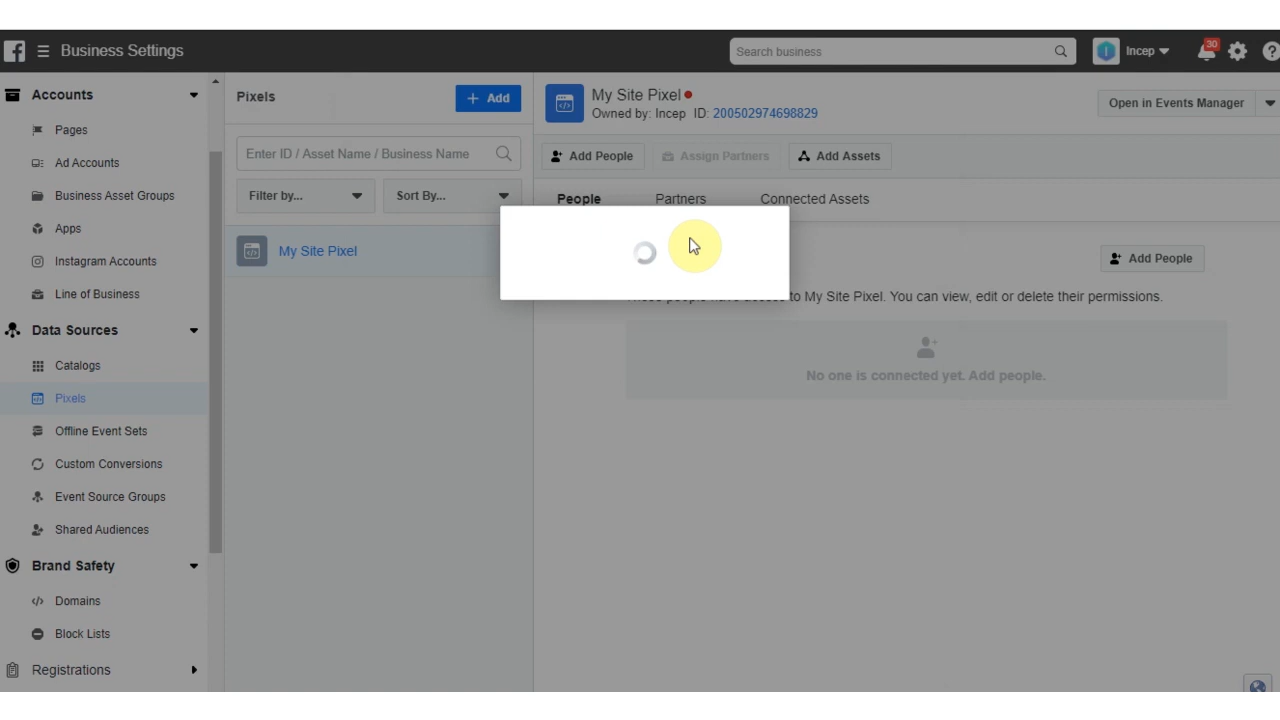 Business Settings
Search business
Incep
30
Accounts
Pages
Ad Accounts
Business Asset Groups
Apps
Instagram Accounts
Line of Business
Data Sources
Catalogs
Pixels
Offline Event Sets
Custom Conversions
Event Source Groups
Shared Audiences
Brand Safety
Domains
Block Lists
Registrations
Pixels
+ Add
Enter ID / Asset Name / Business Name
Filter by...
Sort By...
My Site Pixel
My Site Pixel
Owned by: Incep ID: 200502974698829
Open in Events Manager
Add People
Assign Partners
Add Assets
People
Partners
Connected Assets
Add People
to My Site Pixel. You can view, edit or delete their permissions.
No one is connected yet. Add people.